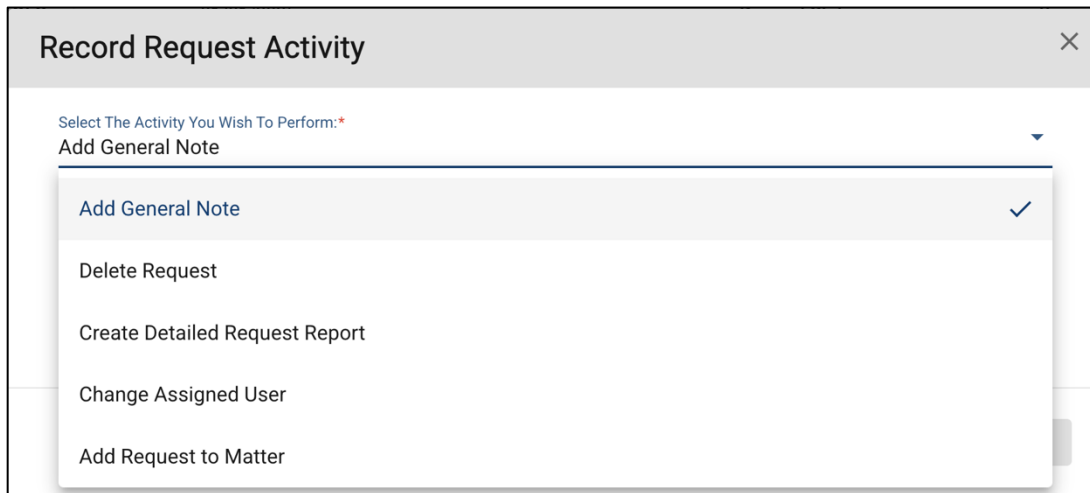 Record Request Activity
Select The Activity You Wish To Perform:*
Add General Note
Add General Note
Delete Request
Create Detailed Request Report
Change Assigned User
Add Request to Matter